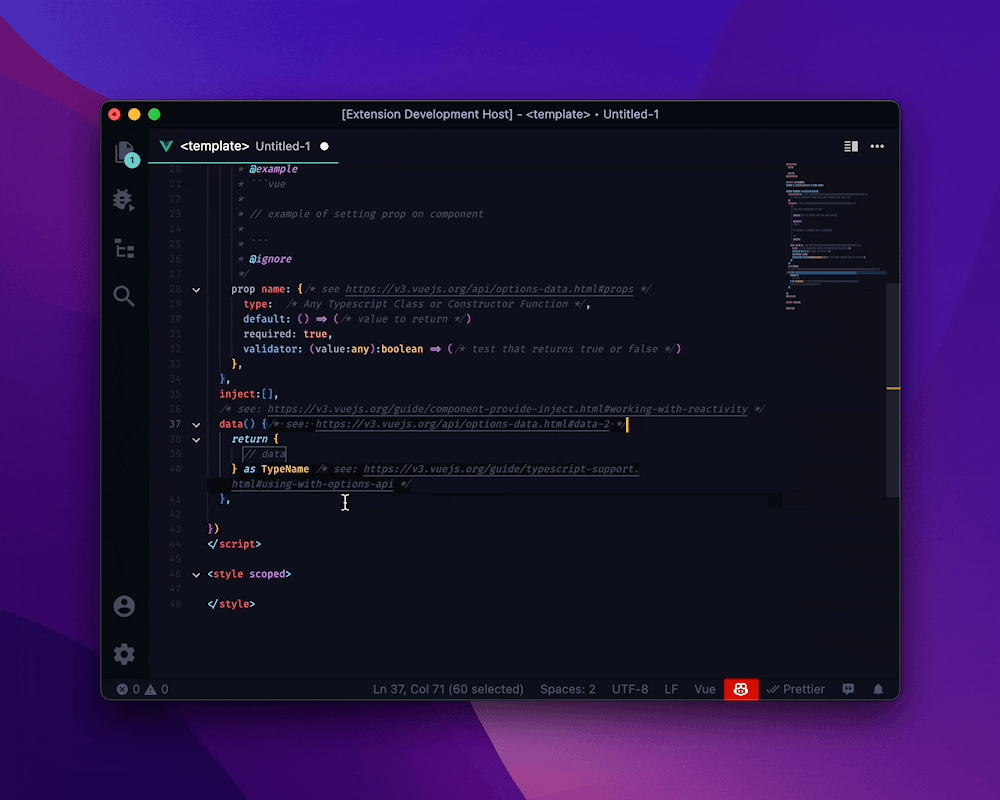 [Extension Development Host] - <template> • Untitled-1
<template> Untitled-1
1
20 * @example
21 * ```vue
22 *
23 * // example of setting prop on component
24 *
25 * ```
26 * @ignore
27 */
28 prop name: {/* see https://v3.vuejs.org/api/options-data.html#props */
29 type: /* Any Typescript Class or Constructor Function */,
30 default: () => (/* value to return */)
31 required: true,
32 validator: (value:any):boolean => (/* test that returns true or false */)
33 },
34 },
35 inject:[],
36 /* see: https://v3.vuejs.org/guide/component-provide-inject.html#working-with-reactivity */
37 data() {/* see: https://v3.vuejs.org/api/options-data.html#data-2 */
38 return {
39 // data
40 } as TypeName /* see: https://v3.vuejs.org/guide/typescript-support.
html#using-with-options-api */
41 },
42
43 })
44 </script>
45
46 <style scoped>
47
48 </style>
0 0 Ln 37, Col 71 (60 selected) Spaces: 2 UTF-8 LF Vue Prettier